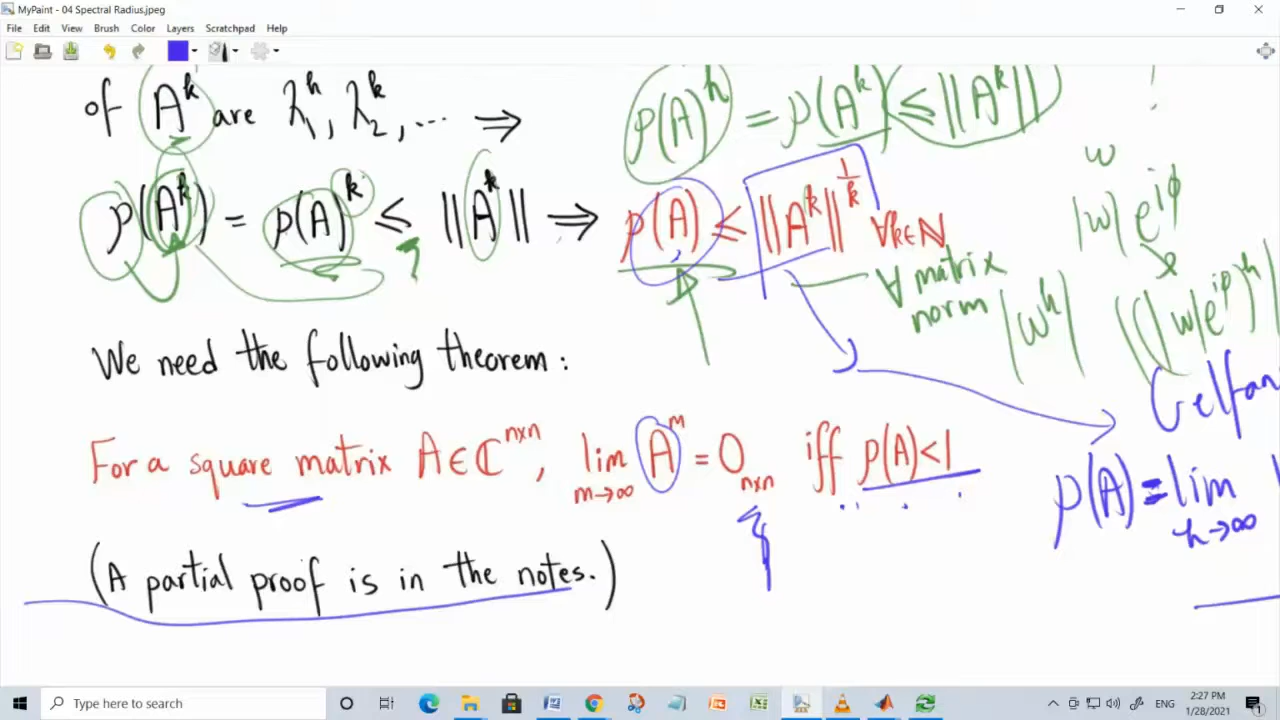 MyPaint - 04 Spectral Radius.jpeg
File Edit View Brush Color Layers Scratchpad Help
of A^k are λ_1^k, λ_2^k, ... ⇒
ρ(A)^k = ρ(A^k) ≤ ||A^k||
!
ρ(A^k) = ρ(A)^k ≤ ||A^k|| ⇒ ρ(A) ≤ ||A^k||^{1/k} ∀k∈ℕ
?
∀ matrix
norm
w
|w| e^{iφ}
|w^k|
(|w|e^{iφ})^k
We need the following theorem:
Gelfan
For a square matrix A∈ℂ^{n×n}, lim_{m→∞} A^m = 0_{n×n} iff ρ(A)<1
ρ(A) = lim_{k→∞}
(A partial proof is in the notes.)
Type here to search
ENG
2:27 PM
1/28/2021